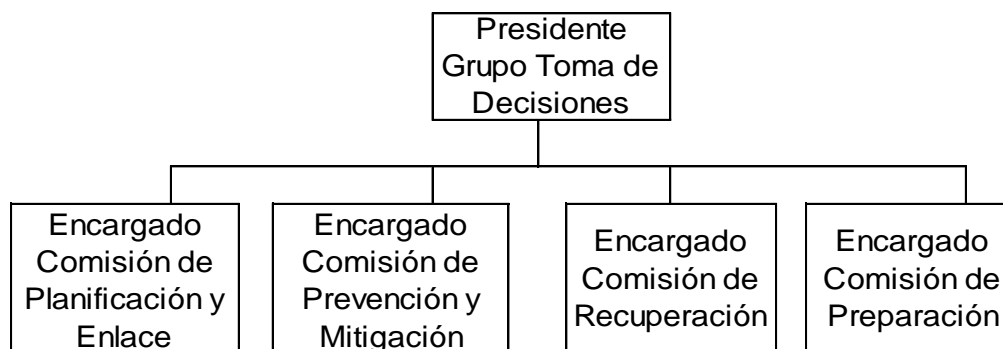 Presidente
Grupo Toma de
Decisiones
Encargado
Comisión de
Planificación y
Enlace
Encargado
Comisión de
Prevención y
Mitigación
Encargado
Comisión de
Recuperación
Encargado
Comisión de
Preparación